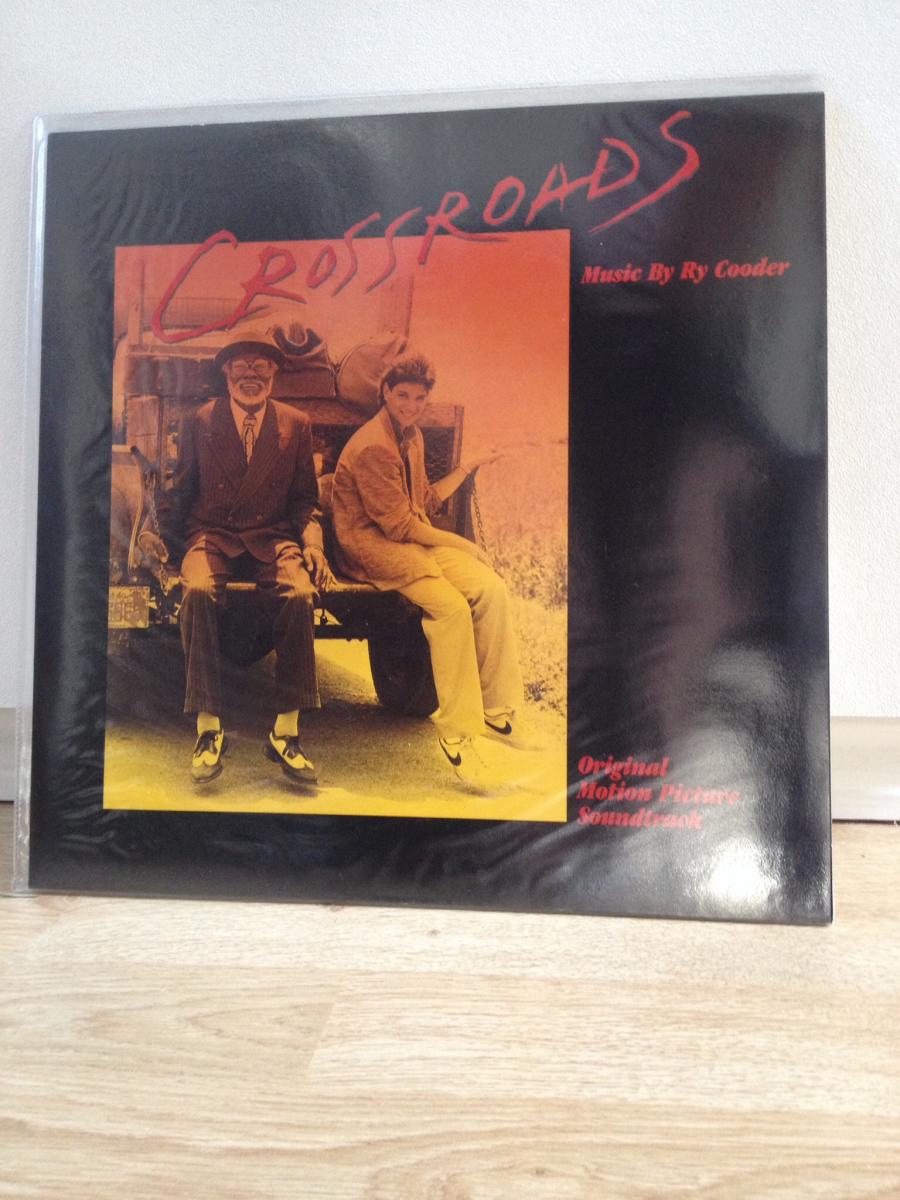 CROSSROADS
Music By Ry Cooder
Original
Motion Picture
Soundtrack